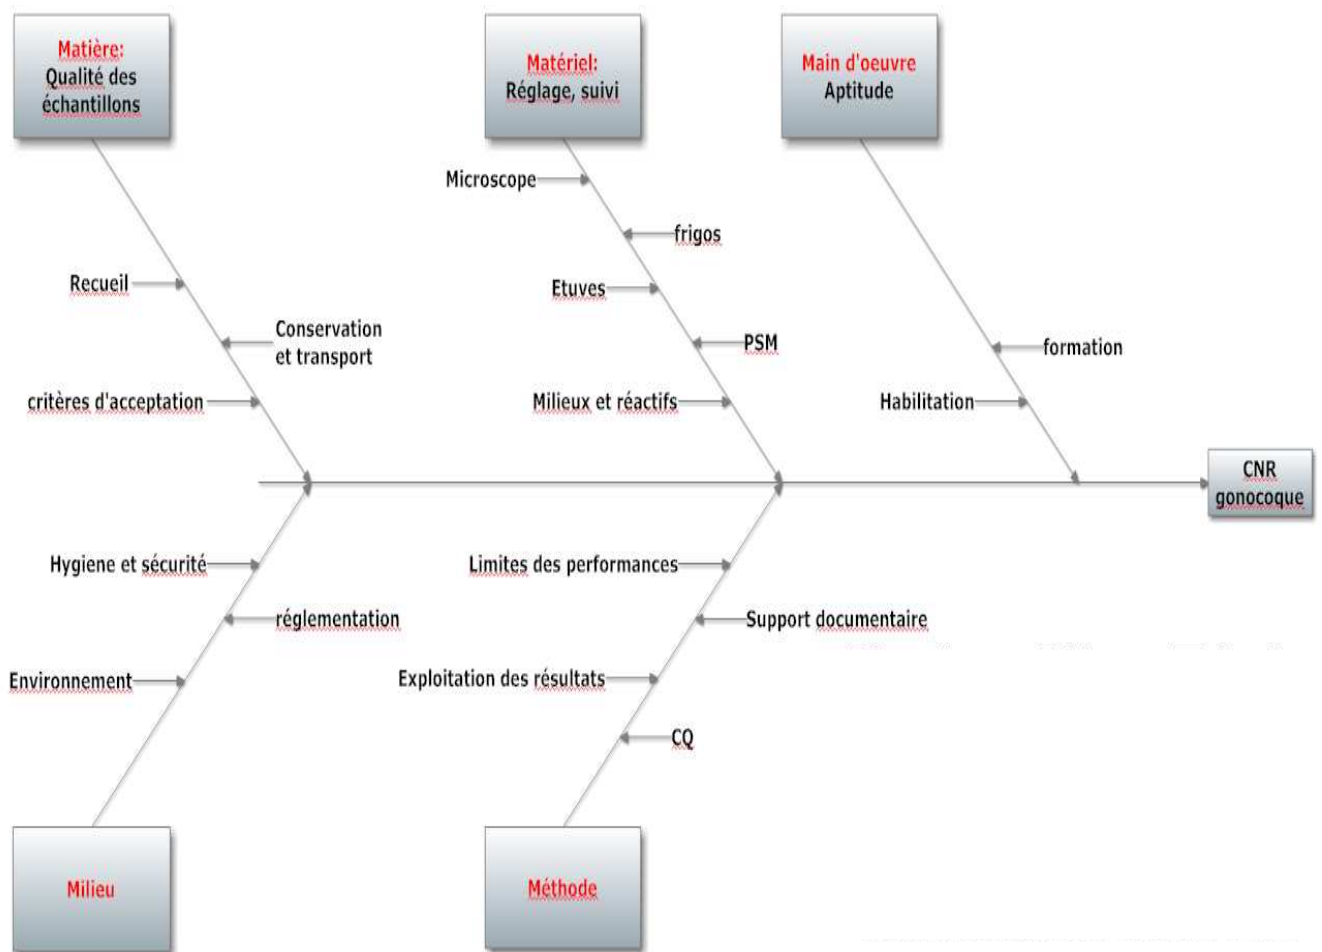 Matière:
Qualité des
échantillons
Matériel:
Réglage, suivi
Main d'oeuvre
Aptitude
Microscope
frigos
Recueil
Etuves
Conservation
et transport
PSM
formation
critères d'acceptation
Milieux et réactifs
Habilitation
CNR
gonocoque
Hygiene et sécurité
Limites des performances
réglementation
Support documentaire
Environnement
Exploitation des résultats
CQ
Milieu
Méthode